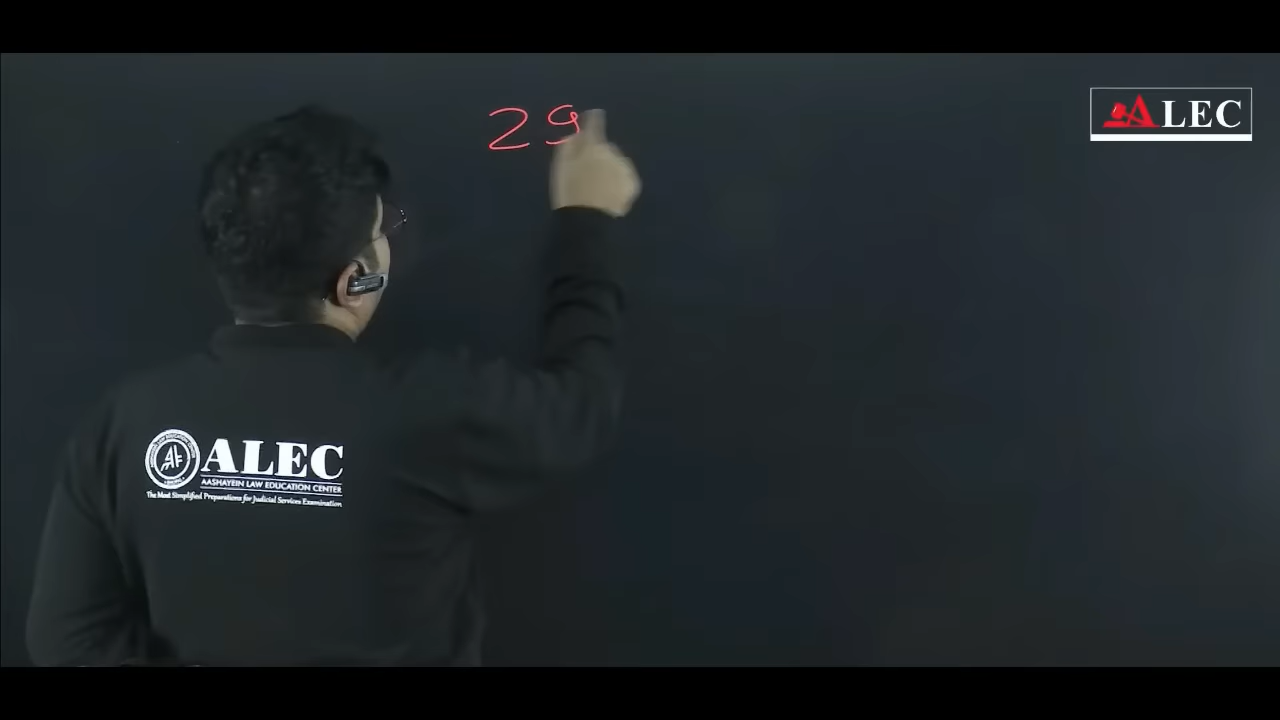 29
ALEC
ALEC
AASHAYEIN LAW EDUCATION CENTER
The Most Simplified Preparations for Judicial Services Examination